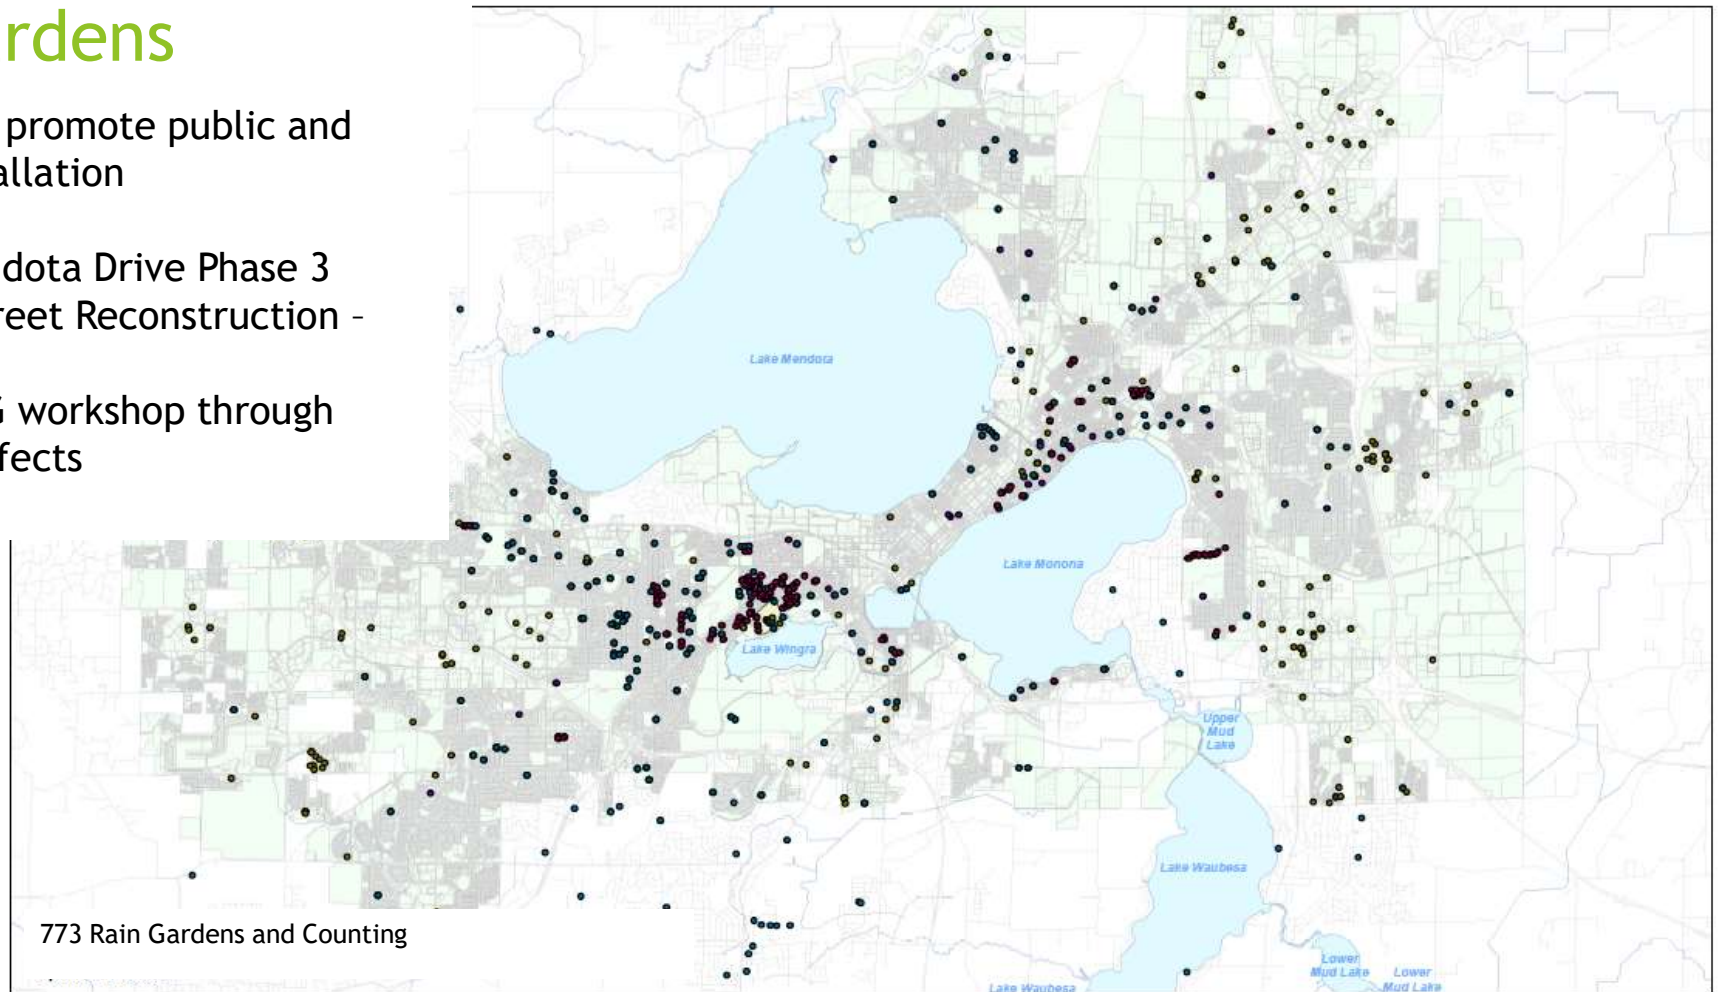 rdens
promote public and
allation
dota Drive Phase 3
reet Reconstruction –
G workshop through
fects
Lake Mendota
Lake Monona
Lake Wingra
Upper
Mud
Lake
Lake Waubesa
773 Rain Gardens and Counting
Lower
Mud Lake
Lower
Mud Lake
Lake Waubesa